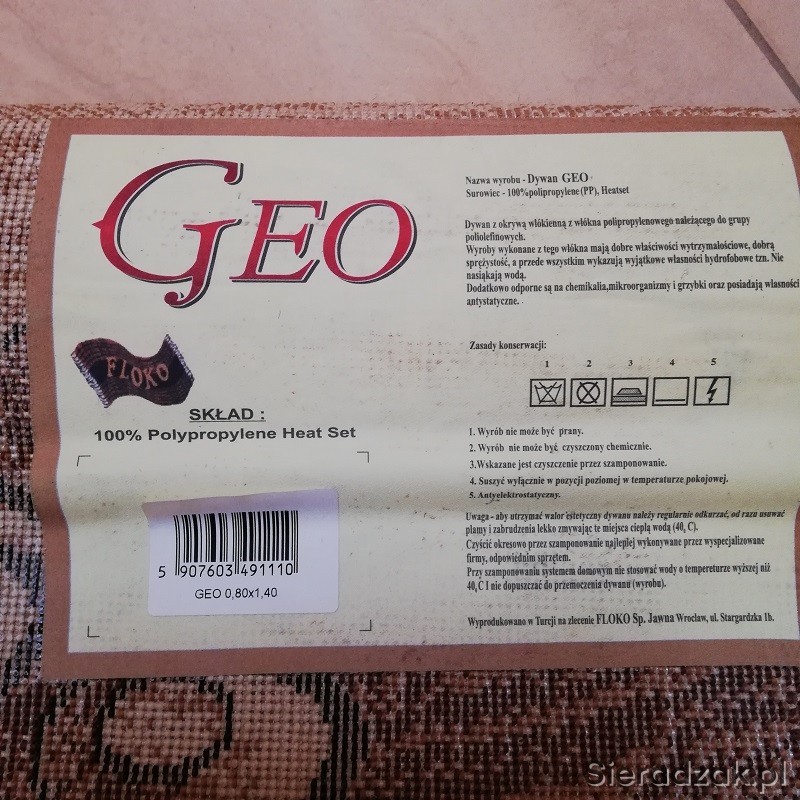 GEO
FLOKO
SKŁAD :
100% Polypropylene Heat Set
5 907603 491110
GEO 0,80x1,40
Nazwa wyrobu - Dywan GEO
Surowiec - 100%polipropylene (PP), Heatset
Dywan z okrywą włókienną z włókna polipropylenowego należącego do grupy
poliolefinowych.
Wyroby wykonane z tego włókna mają dobre właściwości wytrzymałościowe, dobrą
sprężystość, a przede wszystkim wykazują wyjątkowe własności hydrofobowe tzn. Nie
nasiąkają wodą.
Dodatkowo odporne są na chemikalia,mikroorganizmy i grzybki oraz posiadają własności
antystatyczne.
Zasady konserwacji:
1 2 3 4 5
1. Wyrób nie może być prany.
2. Wyrób nie może być czyszczony chemicznie.
3.Wskazane jest czyszczenie przez szamponowanie.
4. Suszyć wyłącznie w pozycji poziomej w temperaturze pokojowej.
5. Antyelektrostatyczny.
Uwaga - aby otrzymać walor estetyczny dywanu należy regularnie odkurzać, od razu usuwać
plamy i zabrudzenia lekko zmywając te miejsca ciepłą wodą (40, C).
Czyścić okresowo przez szamponowanie najlepiej wykonywane przez wyspecjalizowane
firmy, odpowiednim sprzętem.
Przy szamponowaniu systemem domowym nie stosować wody o temperaturze wyższej niż
40,C I nie dopuszczać do przemoczenia dywanu (wyrobu).
Wyprodukowano w Turcji na zlecenie FLOKO Sp. Jawna Wrocław, ul. Stargardzka 1b.
Sieradzak.pl